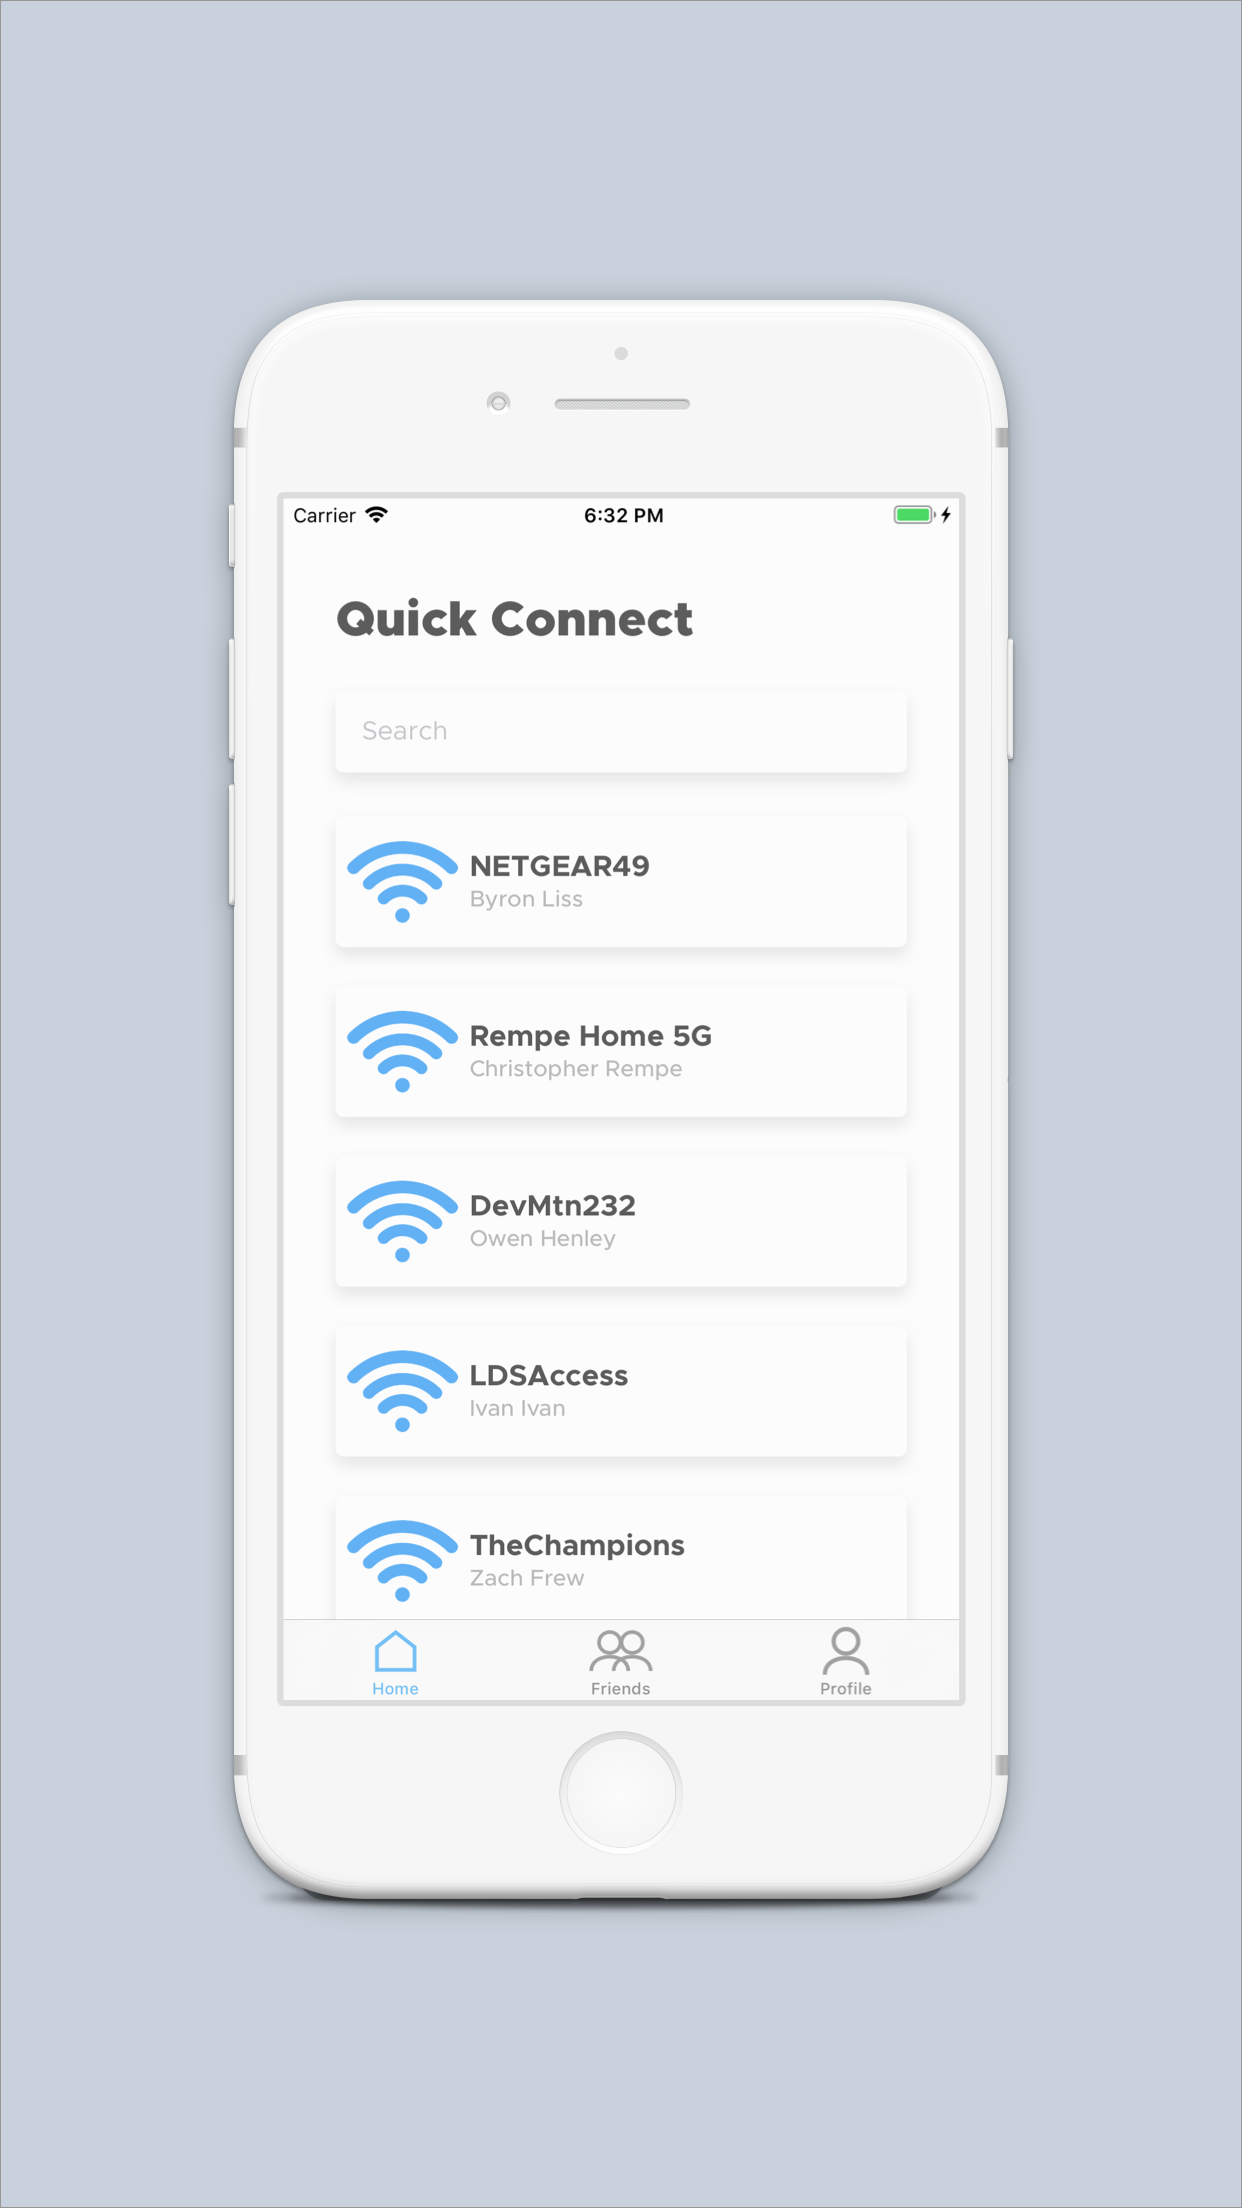 Carrier 6:32 PM
Quick Connect
Search
NETGEAR49
Byron Liss
Rempe Home 5G
Christopher Rempe
DevMtn232
Owen Henley
LDSAccess
Ivan Ivan
TheChampions
Zach Frew
Home Friends Profile